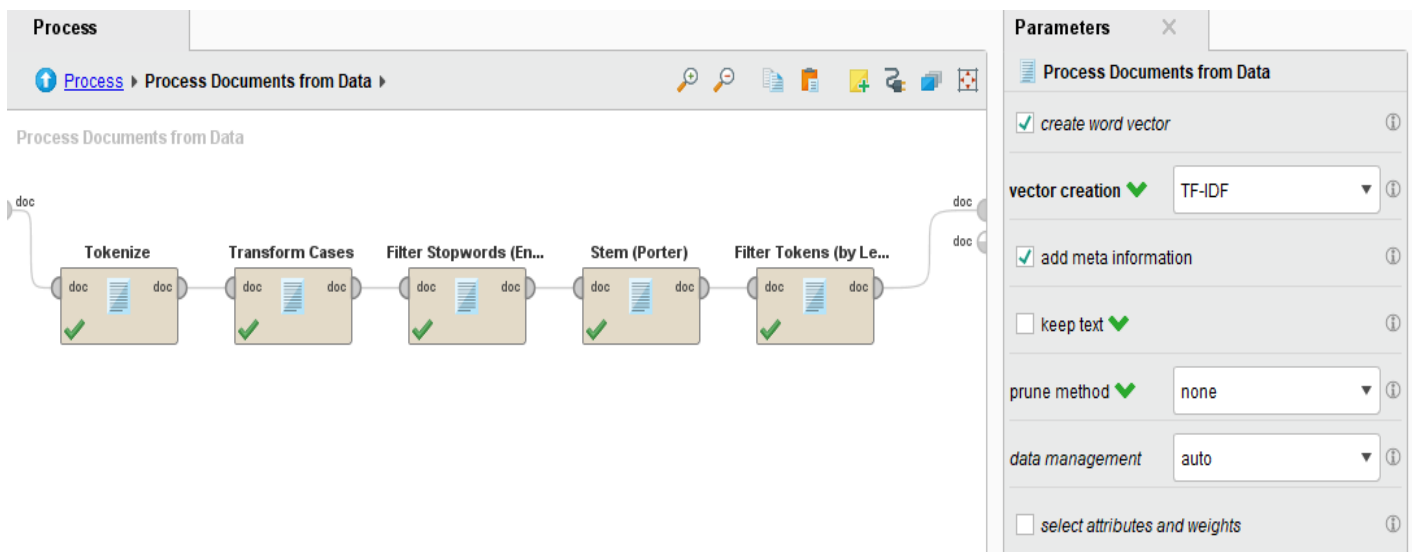 Process
Process ▸ Process Documents from Data ▸
Process Documents from Data
doc
doc
doc
Tokenize
Transform Cases
Filter Stopwords (En...
Stem (Porter)
Filter Tokens (by Le...
doc doc
doc doc
doc doc
doc doc
doc doc
Parameters
Process Documents from Data
create word vector
vector creation TF-IDF
add meta information
keep text
prune method none
data management auto
select attributes and weights